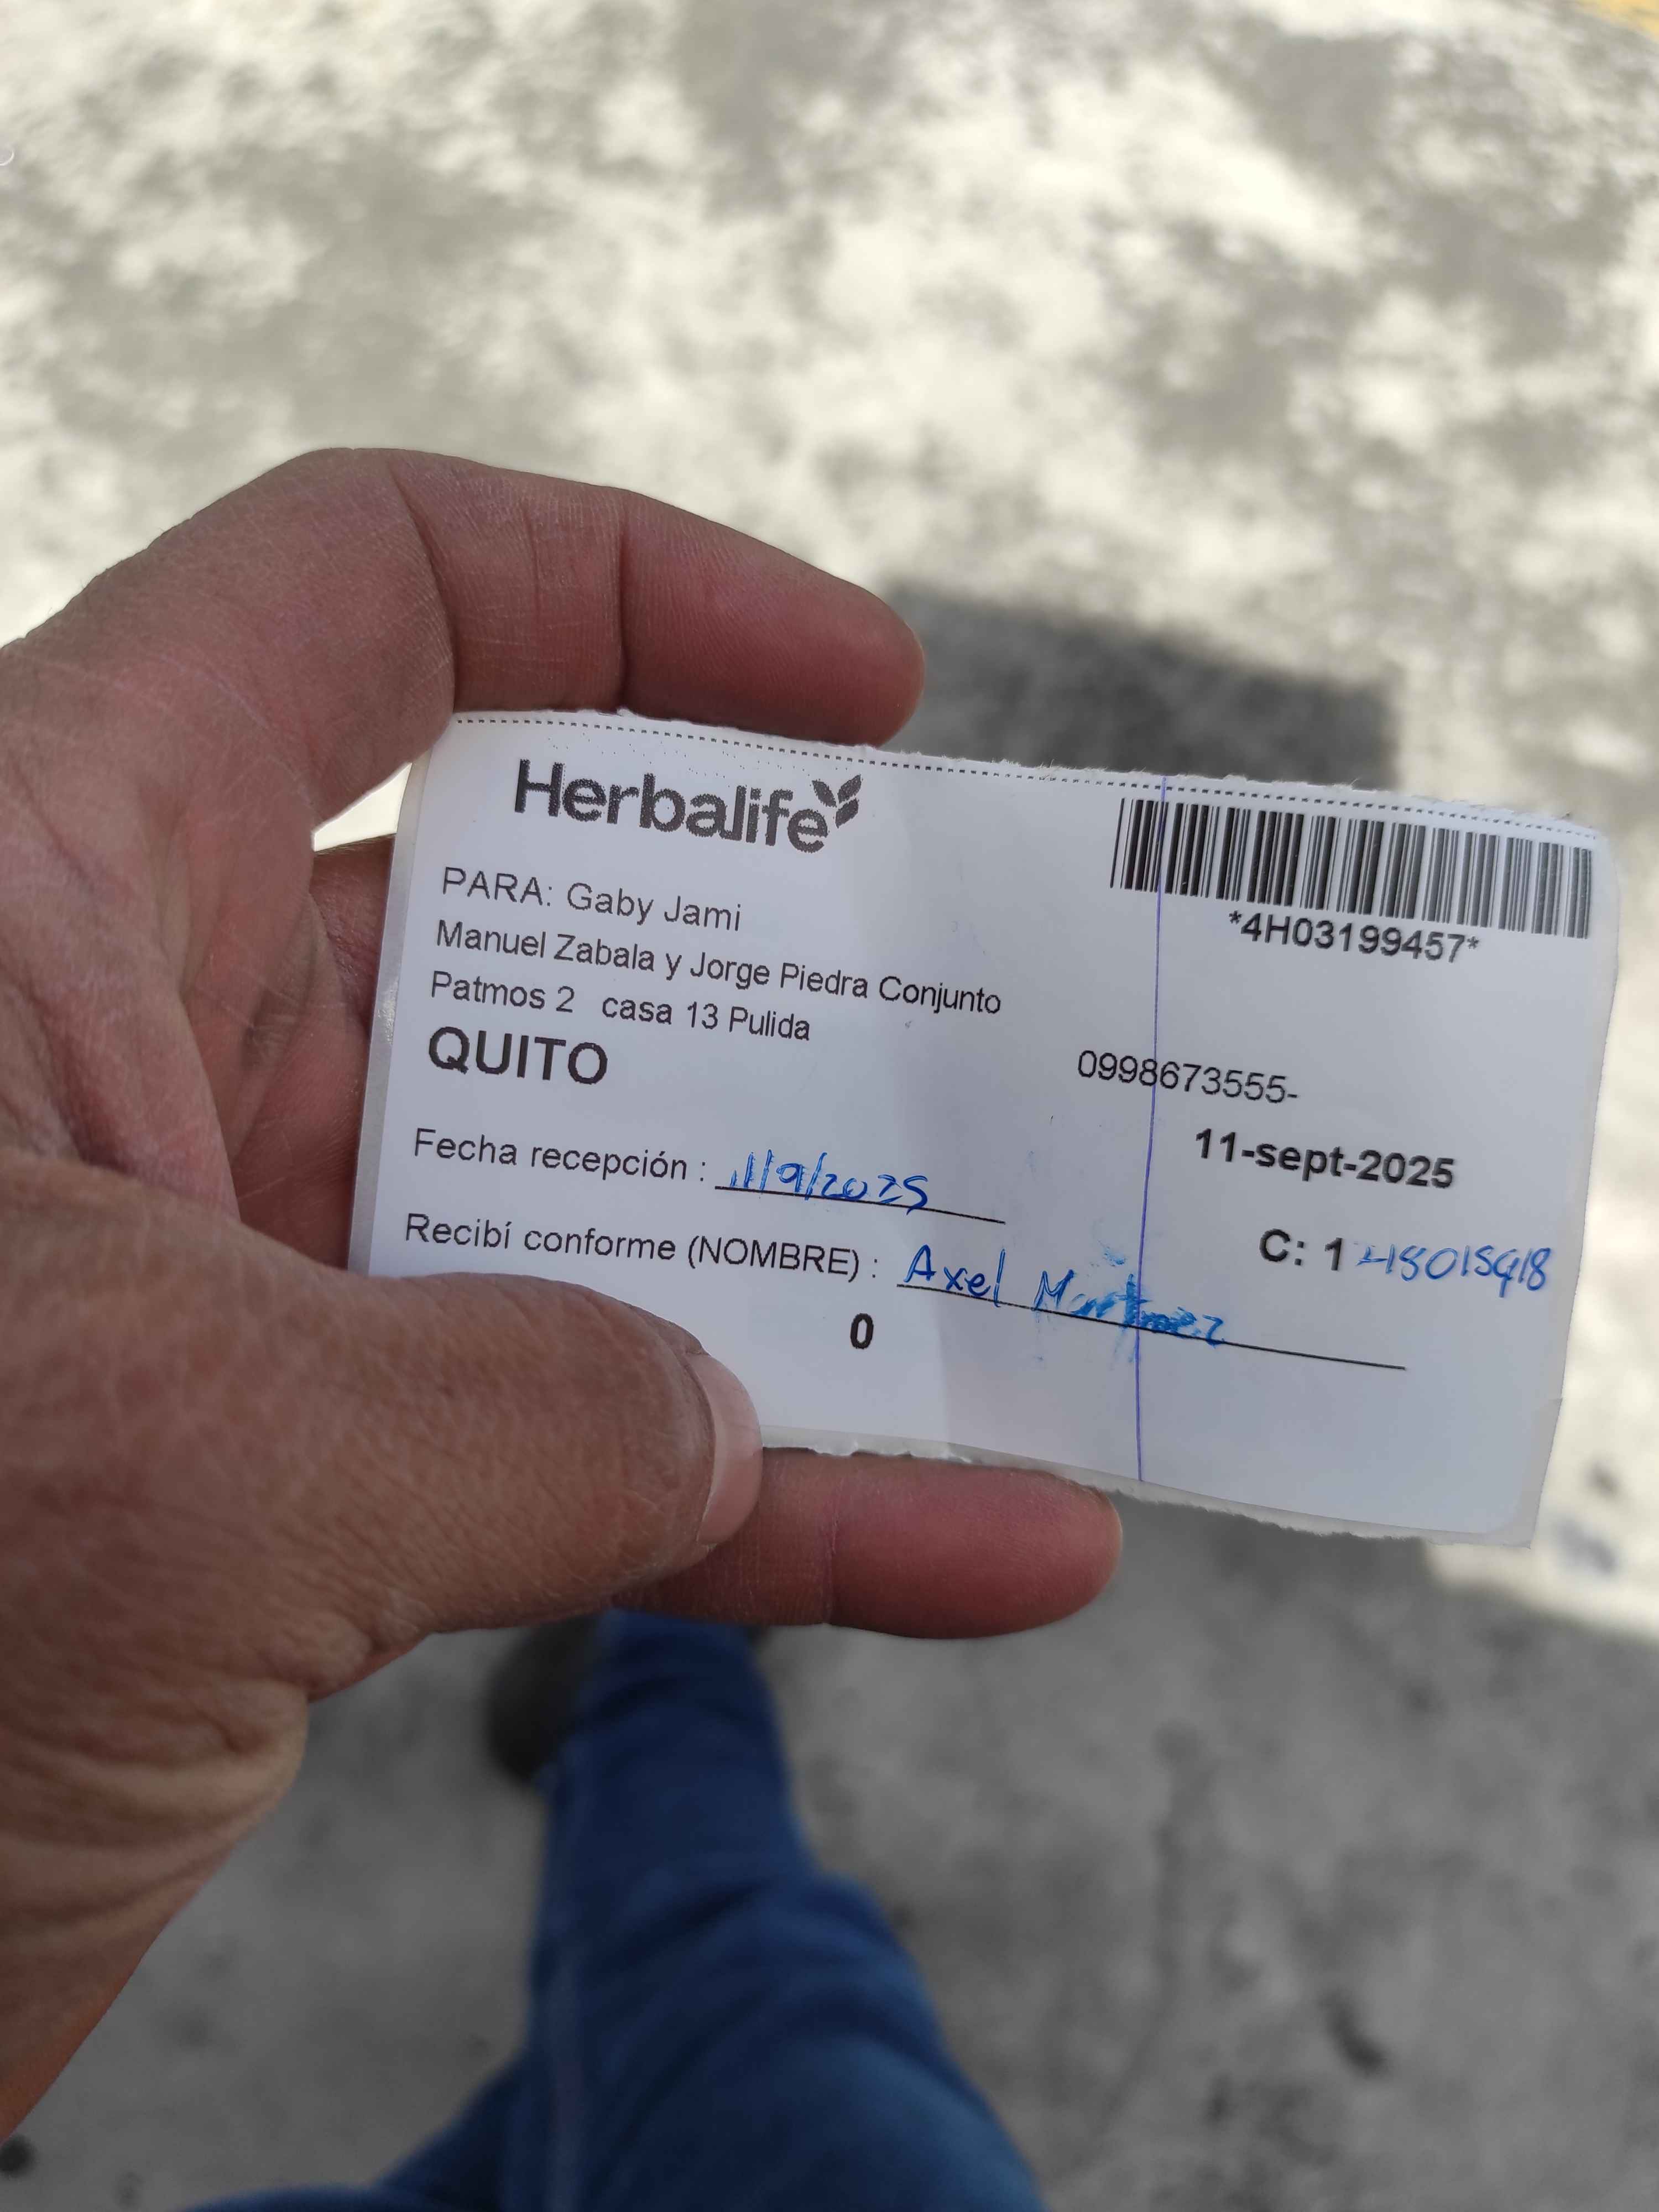 Herbalife
*4H03199457*
PARA: Gaby Jami
Manuel Zabala y Jorge Piedra Conjunto
Patmos 2 casa 13 Pulida
QUITO
0998673555-
11-sept-2025
Fecha recepción : 11/9/2025
C: 1
Recibí conforme (NOMBRE) : Axel Martinez
0